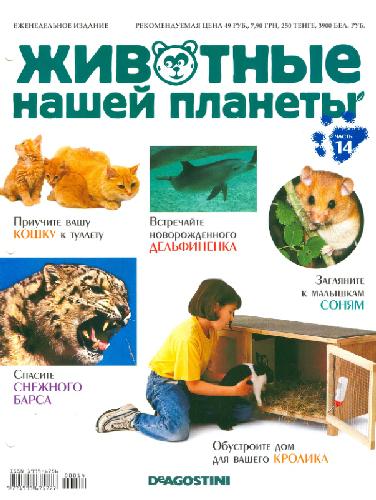 ЕЖЕНЕДЕЛЬНОЕ ИЗДАНИЕ
РЕКОМЕНДУЕМАЯ ЦЕНА 49 РУБ., 7,90 ГРН, 250 ТЕНГЕ, 3900 БЕЛ. РУБ.
ЖИВОТНЫЕ
НАШЕЙ ПЛАНЕТЫ
ЧАСТЬ
14
Приучите вашу
КОШКУ к туалету
Встречайте
новорожденного
ДЕЛЬФИНЕНКА
Загляните
к малышкам
СОНЯМ
Спасите
СНЕЖНОГО
БАРСА
Обустройте дом
для вашего КРОЛИКА
00014
DeAGOSTINI